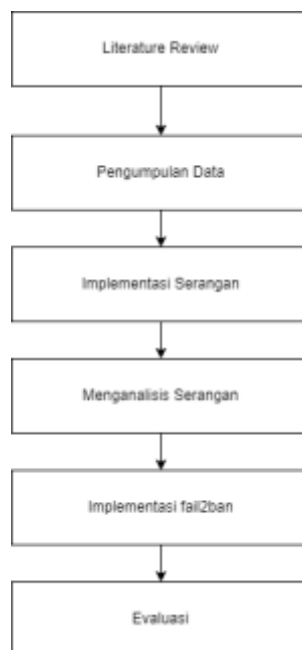 Literature Review
Pengumpulan Data
Implementasi Serangan
Menganalisis Serangan
Implementasi fail2ban
Evaluasi